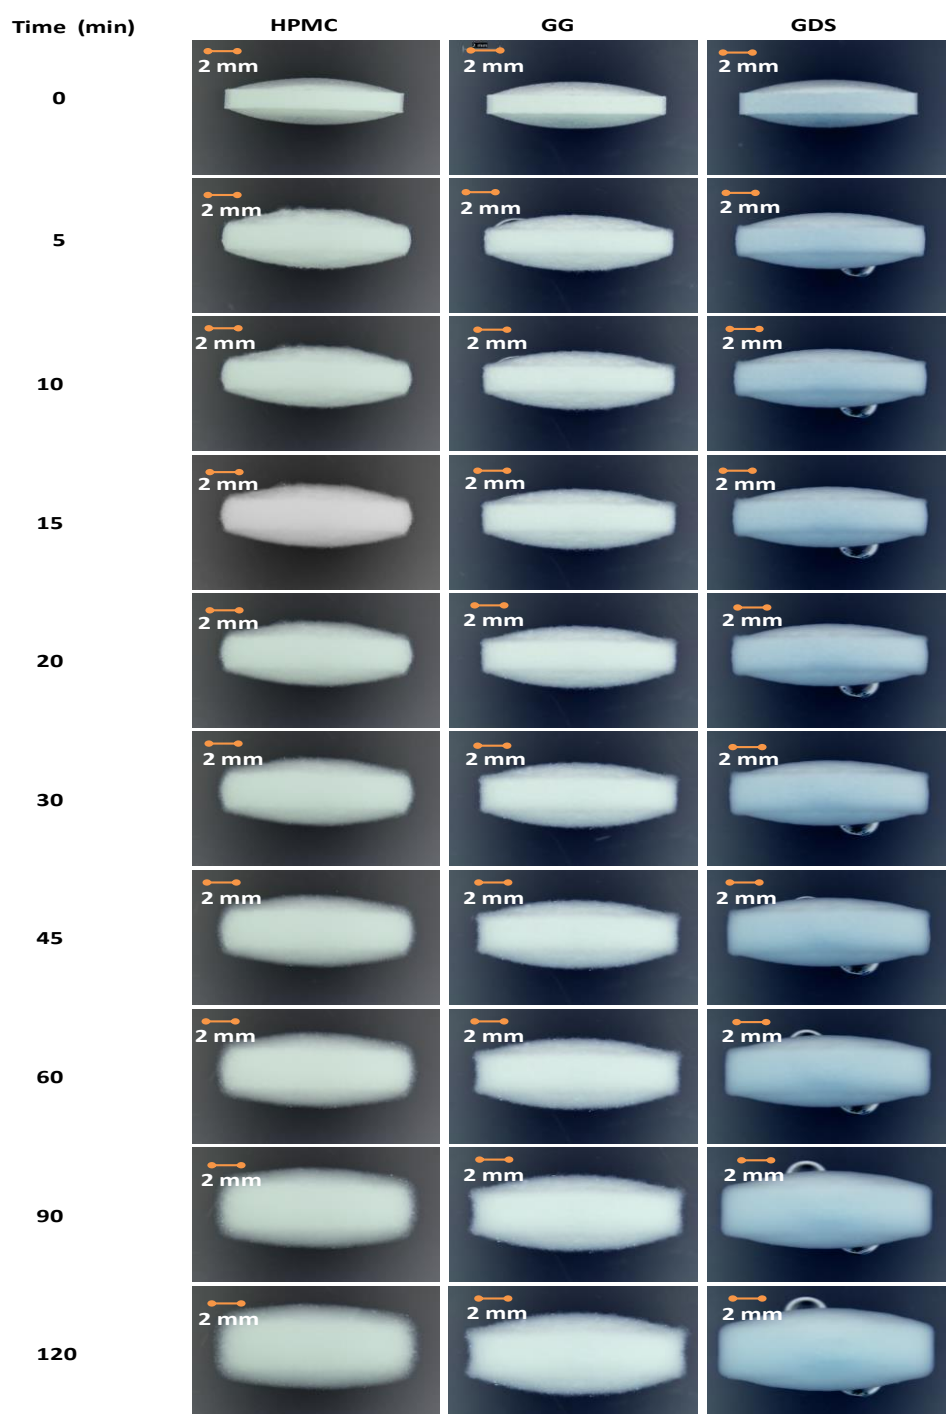 Time (min) HPMC GG GDS
0 2 mm 2 mm 2 mm 2 mm
5 2 mm 2 mm 2 mm
10 2 mm 2 mm 2 mm
15 2 mm 2 mm 2 mm
20 2 mm 2 mm 2 mm
30 2 mm 2 mm 2 mm
45 2 mm 2 mm 2 mm
60 2 mm 2 mm 2 mm
90 2 mm 2 mm 2 mm
120 2 mm 2 mm 2 mm